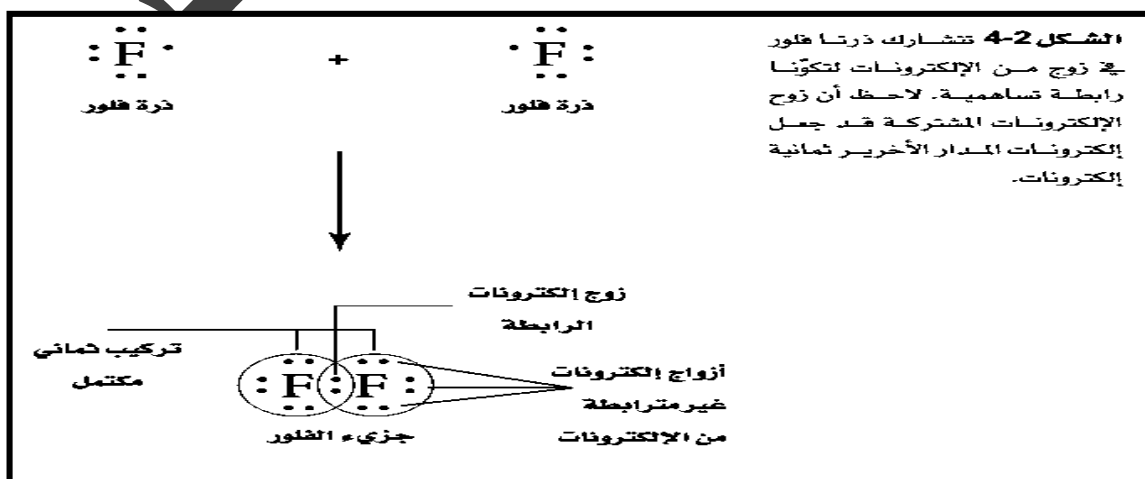 الشكل 2-4 تتشارك ذرتا فلور
في زوج من الإلكترونات لتكوّنا
رابطة تساهمية. لاحظ أن زوج
الإلكترونات المشتركة قد جعل
إلكترونات المدار الأخرير ثمانية
إلكترونات.
F + F
ذرة فلور ذرة فلور
زوج إلكترونات
الرابطة
تركيب ثماني
مكتمل
F F
أزواج إلكترونات
غير مترابطة
من الإلكترونات
جزيء الفلور